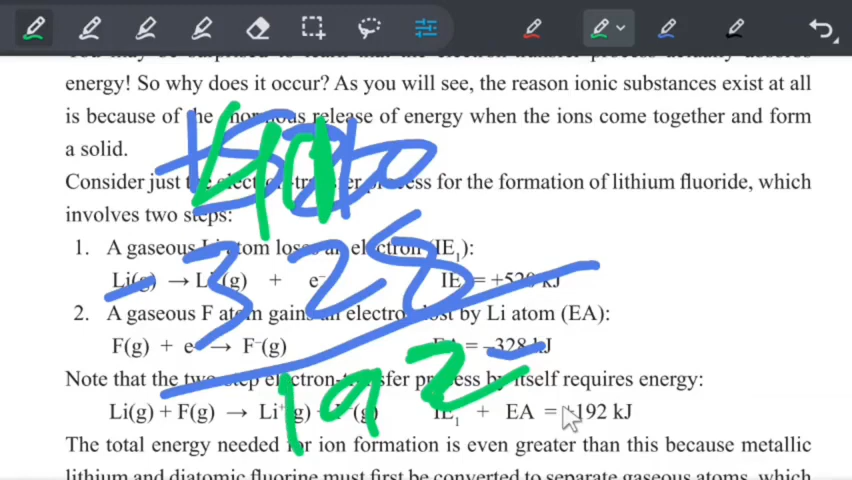 energy! So why does it occur? As you will see, the reason ionic substances exist at all
is because of the enormous release of energy when the ions come together and form
a solid.
Consider just the electron-transfer process for the formation of lithium fluoride, which
involves two steps:
1. A gaseous Li atom loses an electron (IE₁):
Li(g) → Li⁺(g) + e⁻ IE₁ = +520 kJ
2. A gaseous F atom gains an electron lost by Li atom (EA):
F(g) + e⁻ → F⁻(g) EA = –328 kJ
Note that the two-step electron-transfer process by itself requires energy:
Li(g) + F(g) → Li⁺(g) + F⁻(g) IE₁ + EA = +192 kJ
The total energy needed for ion formation is even greater than this because metallic
lithium and diatomic fluorine must first be converted to separate gaseous atoms, which
-328
192